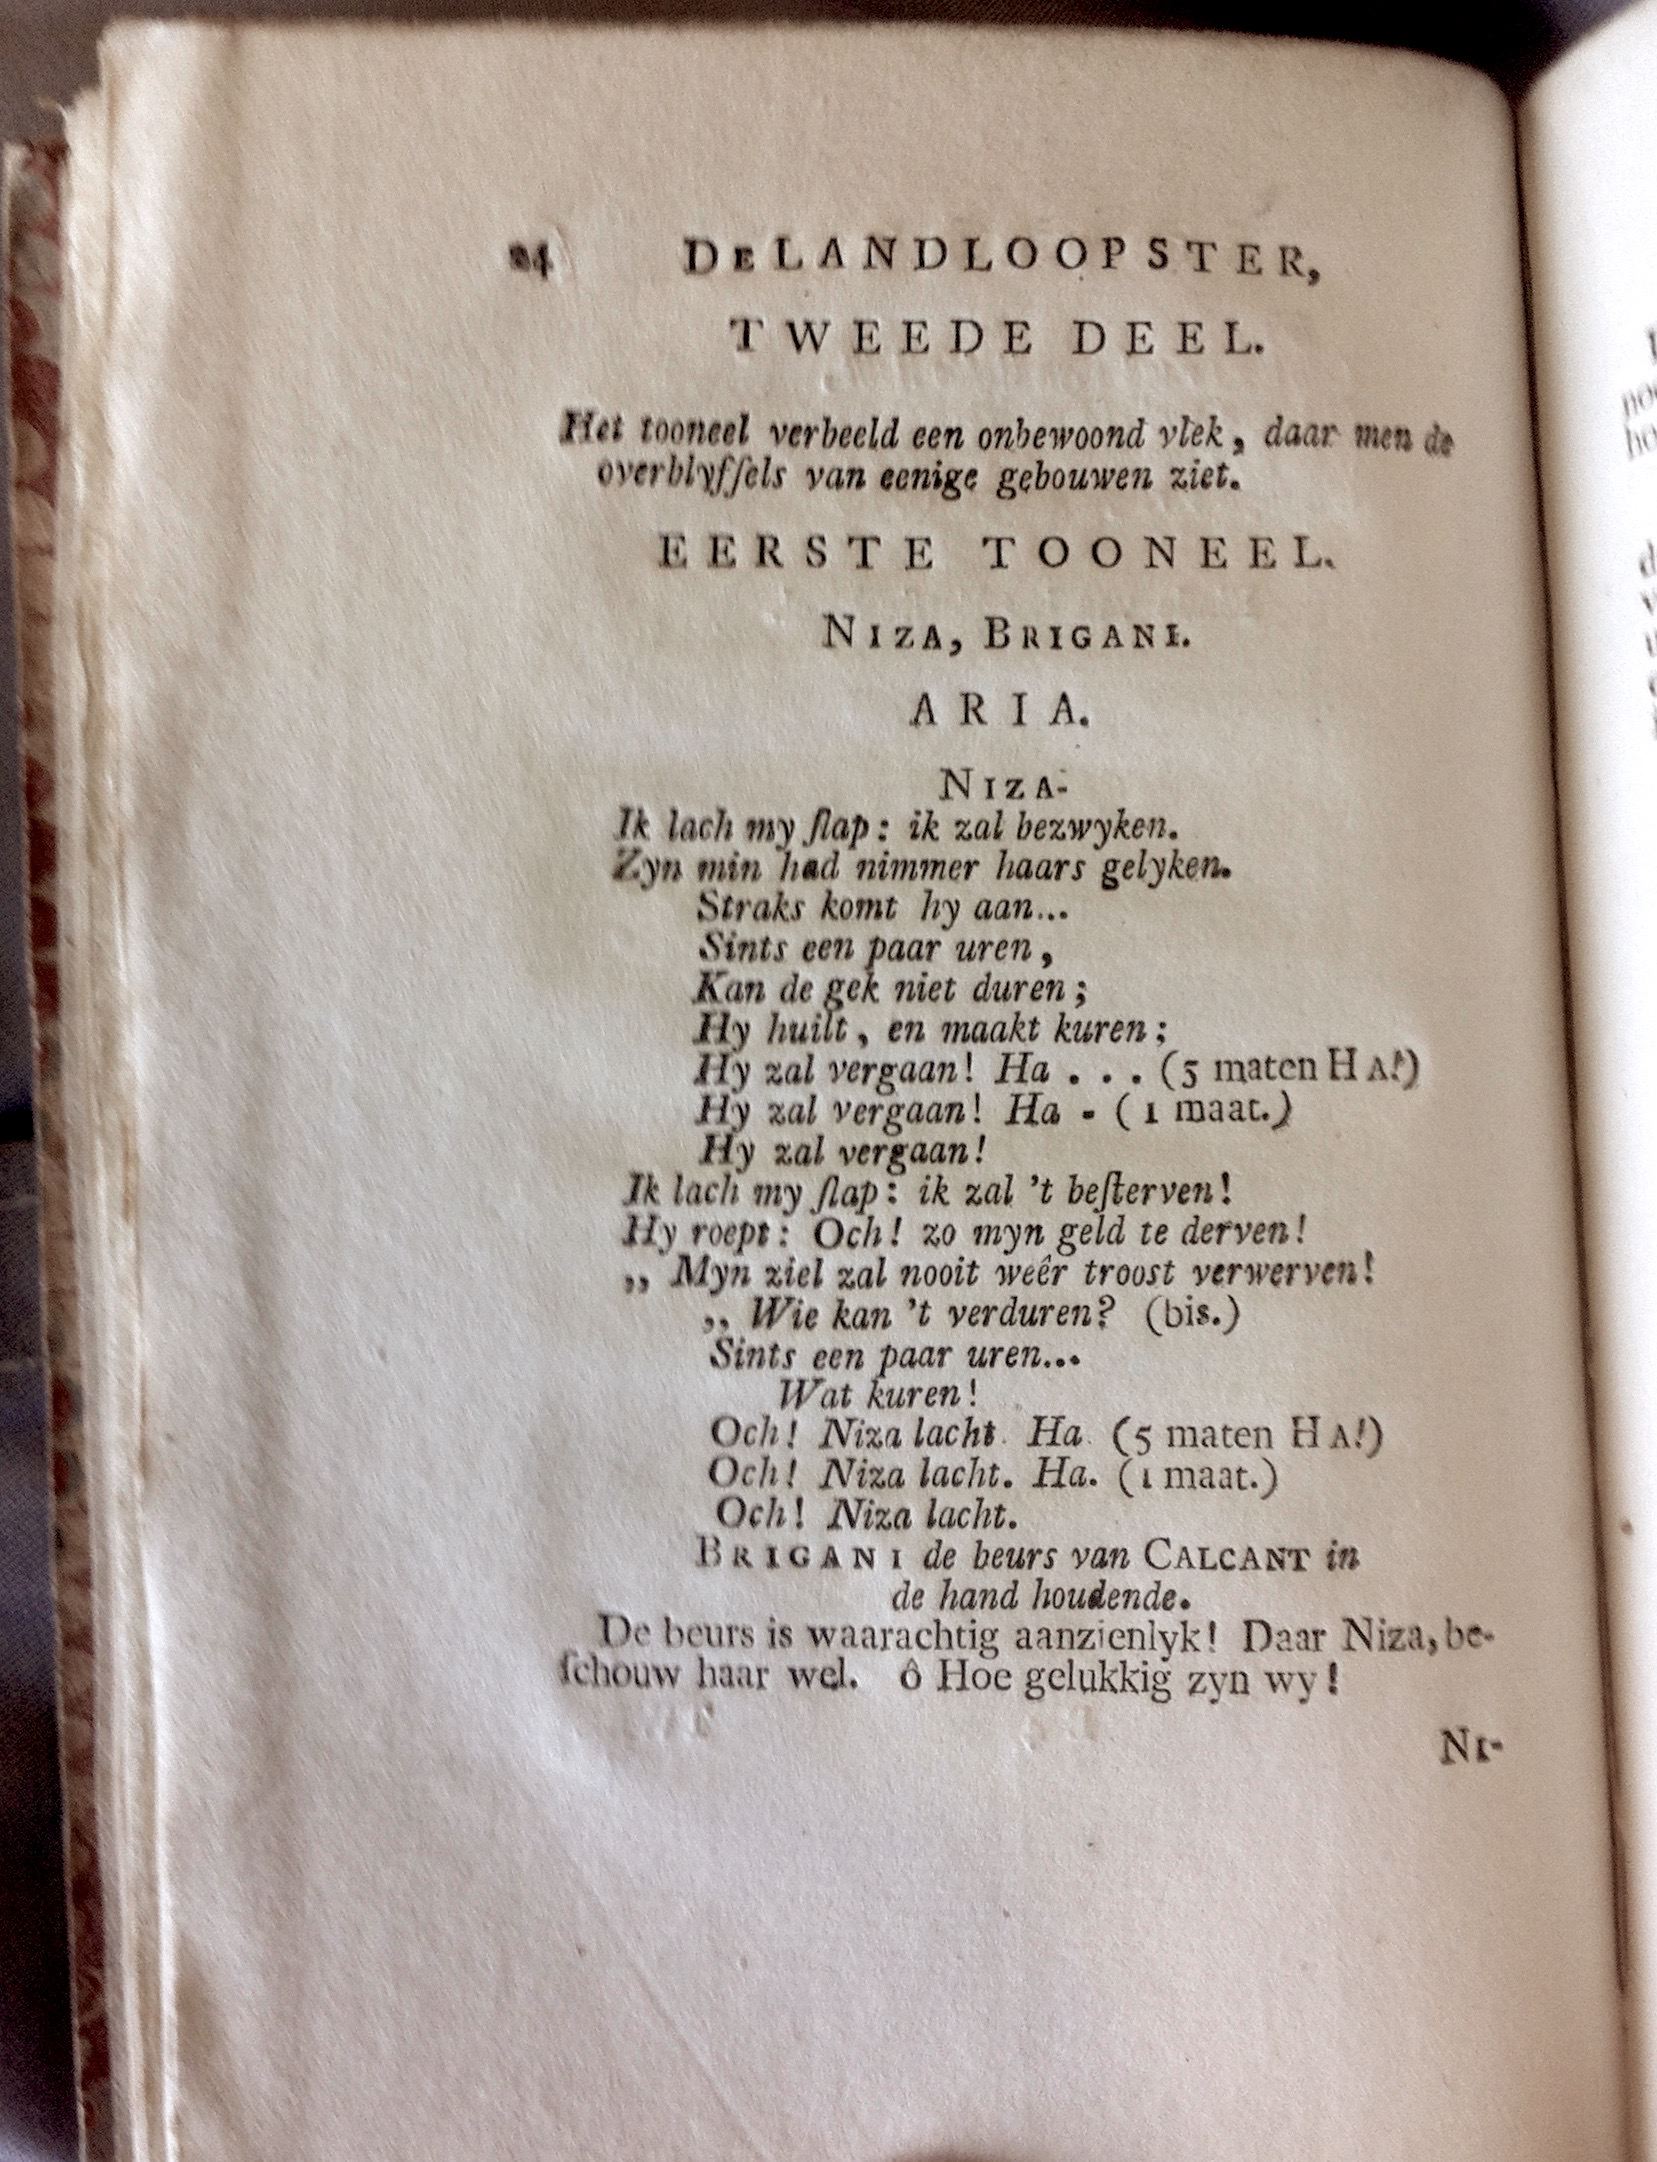 24 DE LANDLOOPSTER,
TWEEDE DEEL.
Het tooneel verbeeld een onbewoond vlek, daar men de
overblyfſels van eenige gebouwen ziet.
EERSTE TOONEEL.
NIZA, BRIGANI.
ARIA.
NIZA-
Ik lach my ſlap: ik zal bezwyken.
Zyn min had nimmer haars gelyken.
Straks komt hy aan...
Sints een paar uren,
Kan de gek niet duren;
Hy huilt, en maakt kuren;
Hy zal vergaan! Ha . . . (5 maten HA!)
Hy zal vergaan! Ha - (1 maat.)
Hy zal vergaan!
Ik lach my ſlap: ik zal 't beſterven!
Hy roept: Och! zo myn geld te derven!
,, Myn ziel zal nooit weêr troost verwerven!
,, Wie kan 't verduren? (bis.)
Sints een paar uren...
Wat kuren!
Och! Niza lacht. Ha. (5 maten HA!)
Och! Niza lacht. Ha. (1 maat.)
Och! Niza lacht.
BRIGANI de beurs van CALCANT in
de hand houdende.
De beurs is waarachtig aanzienlyk! Daar Niza, be-
ſchouw haar wel. ô Hoe gelukkig zyn wy!
NI-